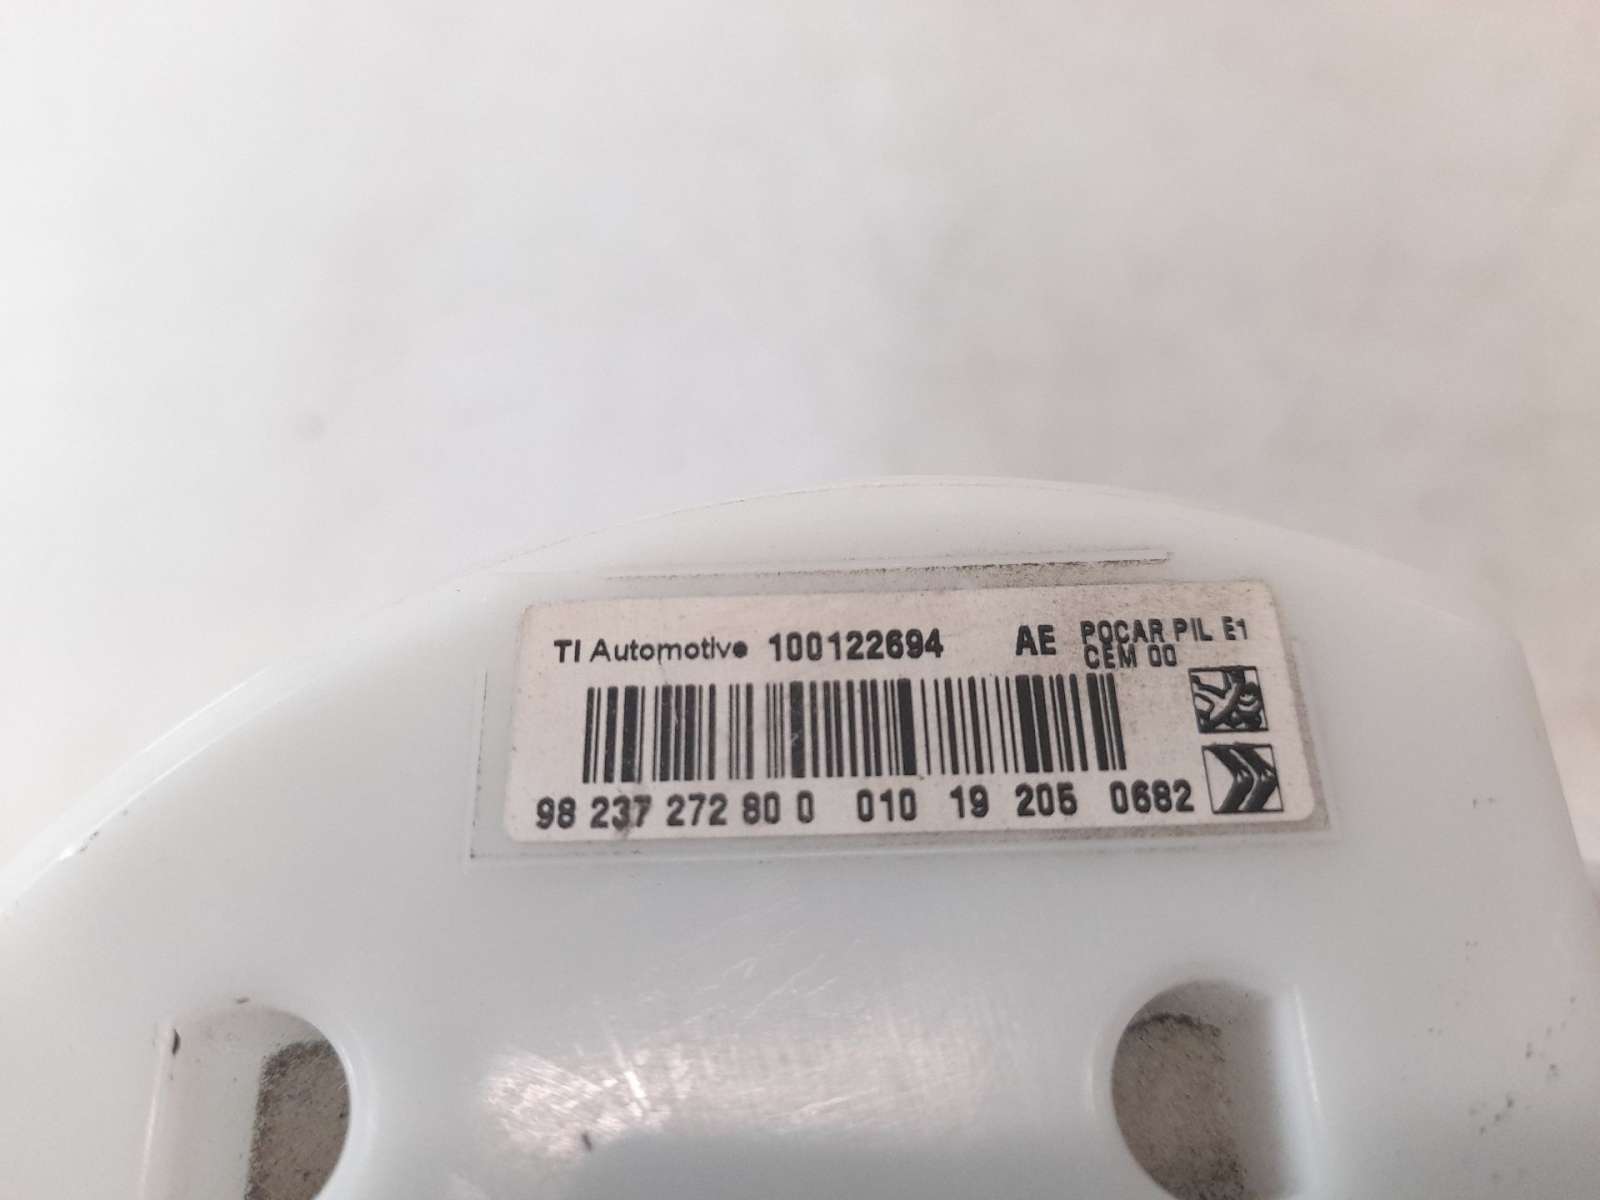 TI Automotive 100122694 AE POCAR PIL E1
CEM 00
98 237 272 80 0 010 19 205 0682